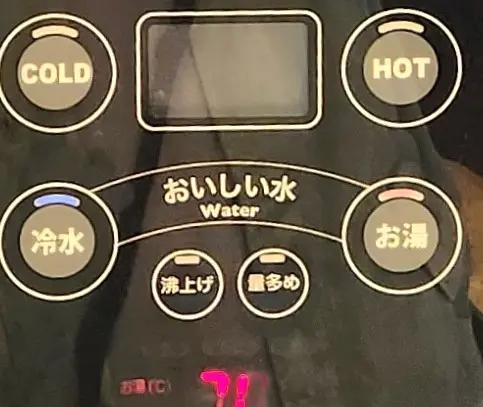 COLD
HOT
おいしい水
Water
冷水
お湯
沸上げ
量多め
お湯(℃)
71